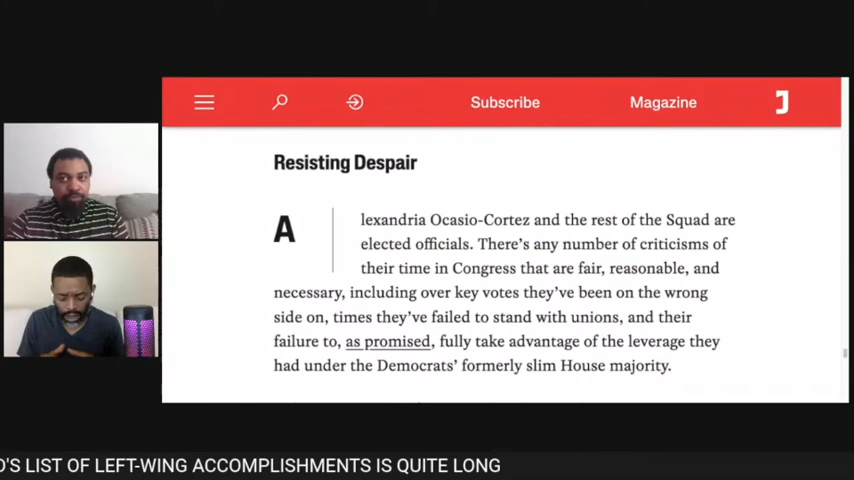 Subscribe
Magazine
J
Resisting Despair
Alexandria Ocasio-Cortez and the rest of the Squad are
elected officials. There's any number of criticisms of
their time in Congress that are fair, reasonable, and
necessary, including over key votes they've been on the wrong
side on, times they've failed to stand with unions, and their
failure to, as promised, fully take advantage of the leverage they
had under the Democrats' formerly slim House majority.
O'S LIST OF LEFT-WING ACCOMPLISHMENTS IS QUITE LONG